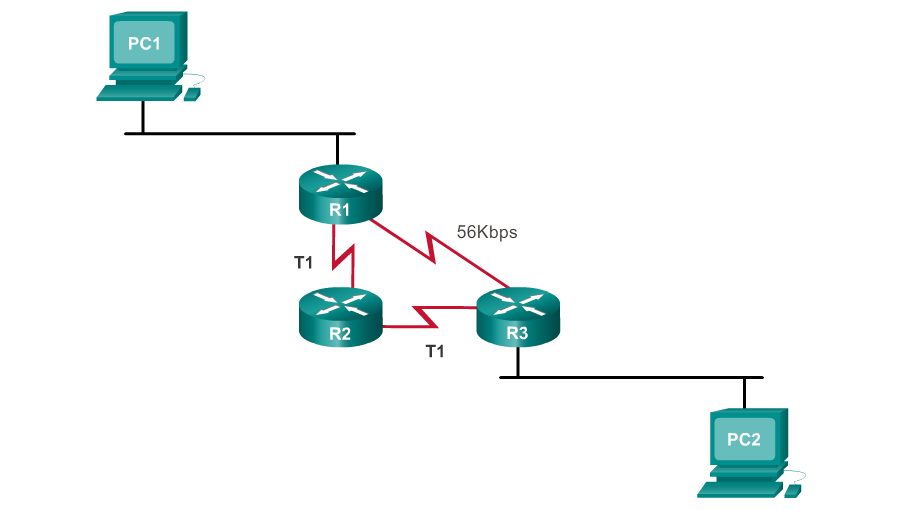 PC1
R1
56Kbps
T1
R2
R3
T1
PC2